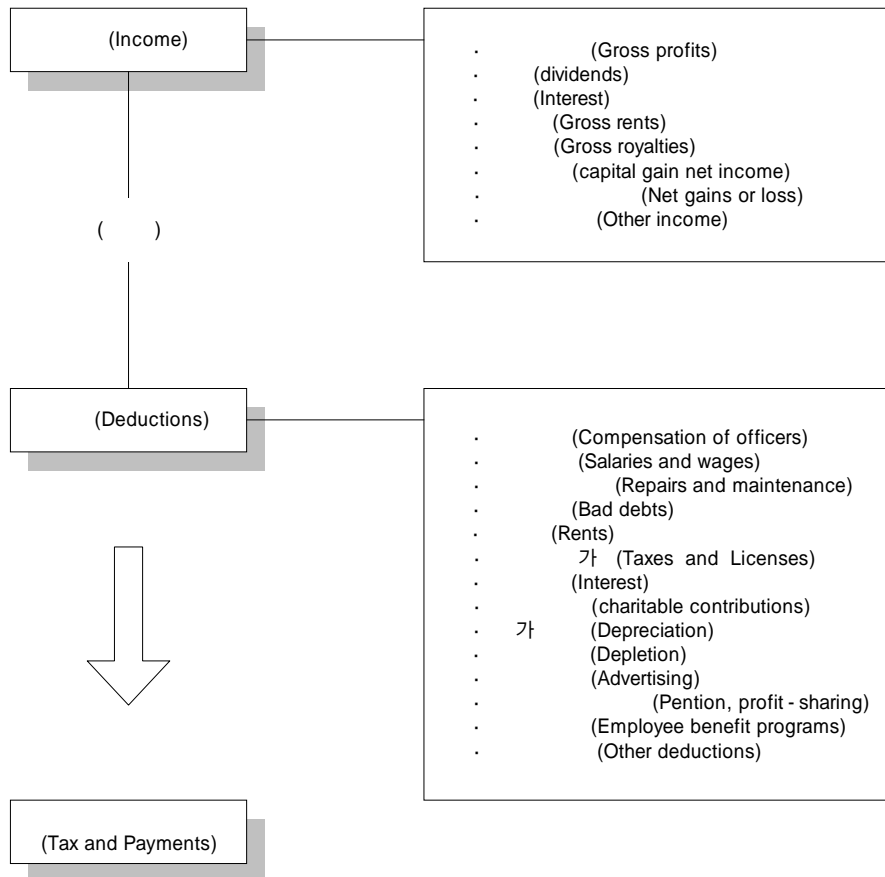 (Income)
· (Gross profits)
· (dividends)
· (Interest)
· (Gross rents)
· (Gross royalties)
· (capital gain net income)
· (Net gains or loss)
· (Other income)
( )
(Deductions)
· (Compensation of officers)
· (Salaries and wages)
· (Repairs and maintenance)
· (Bad debts)
· (Rents)
· 가 (Taxes and Licenses)
· (Interest)
· (charitable contributions)
· 가 (Depreciation)
· (Depletion)
· (Advertising)
· (Pention, profit - sharing)
· (Employee benefit programs)
· (Other deductions)
(Tax and Payments)